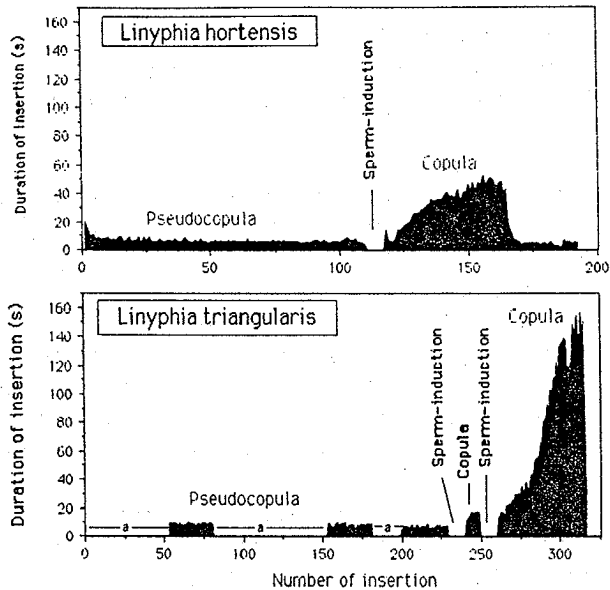 Linyphia hortensis
Duration of Insertion (s)
160
140
120
100
80
60
40
20
0
Sperm-induction
Copula
Pseudocopula
0
50
100
150
200
Linyphia triangularis
Duration of insertion (s)
160
140
120
100
80
60
40
20
0
Sperm-induction
Copula
Sperm-induction
Copula
Pseudocopula
a
a
a
0
50
100
150
200
250
300
Number of insertion